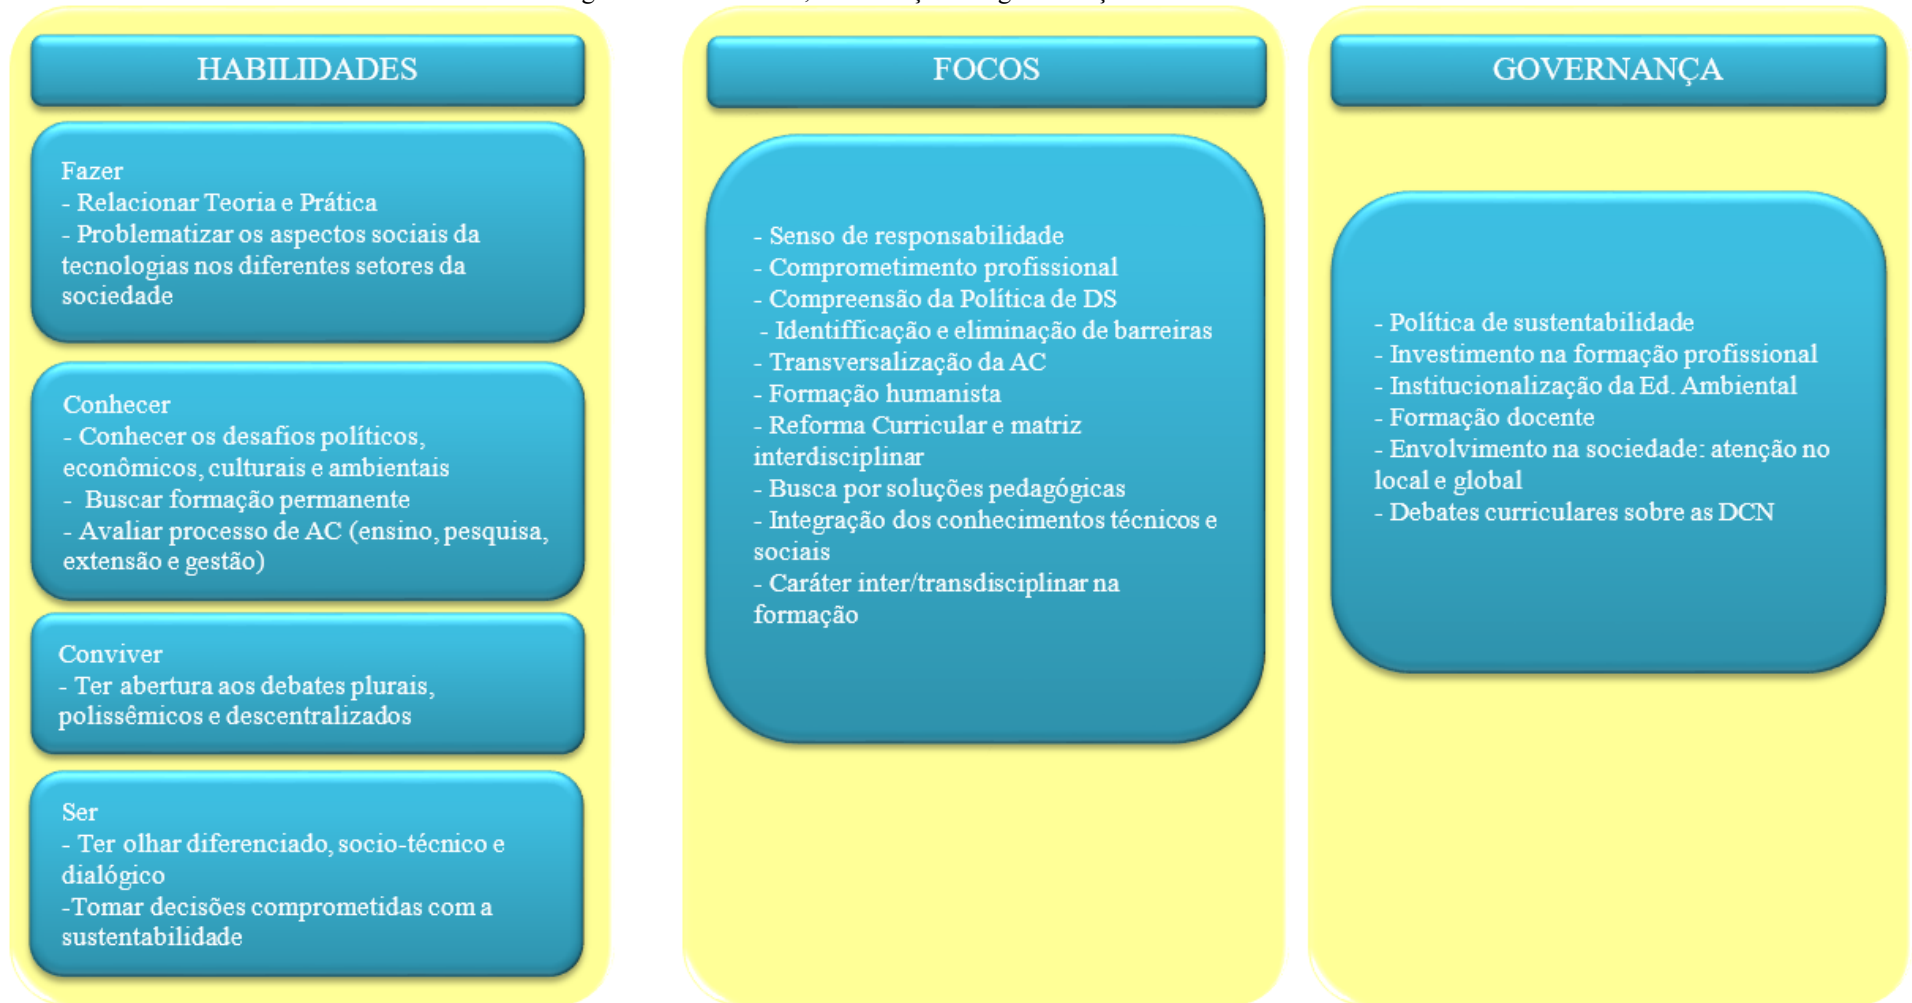 HABILIDADES
Fazer
- Relacionar Teoria e Prática
- Problematizar os aspectos sociais da
tecnologias nos diferentes setores da
sociedade
Conhecer
- Conhecer os desafios políticos,
econômicos, culturais e ambientais
- Buscar formação permanente
- Avaliar processo de AC (ensino, pesquisa,
extensão e gestão)
Conviver
- Ter abertura aos debates plurais,
polissêmicos e descentralizados
Ser
- Ter olhar diferenciado, socio-técnico e
dialógico
-Tomar decisões comprometidas com a
sustentabilidade
FOCOS
- Senso de responsabilidade
- Comprometimento profissional
- Compreensão da Política de DS
- Identifficação e eliminação de barreiras
- Transversalização da AC
- Formação humanista
- Reforma Curricular e matriz
interdisciplinar
- Busca por soluções pedagógicas
- Integração dos conhecimentos técnicos e
sociais
- Caráter inter/transdisciplinar na
formação
GOVERNANÇA
- Política de sustentabilidade
- Investimento na formação profissional
- Institucionalização da Ed. Ambiental
- Formação docente
- Envolvimento na sociedade: atenção no
local e global
- Debates curriculares sobre as DCN